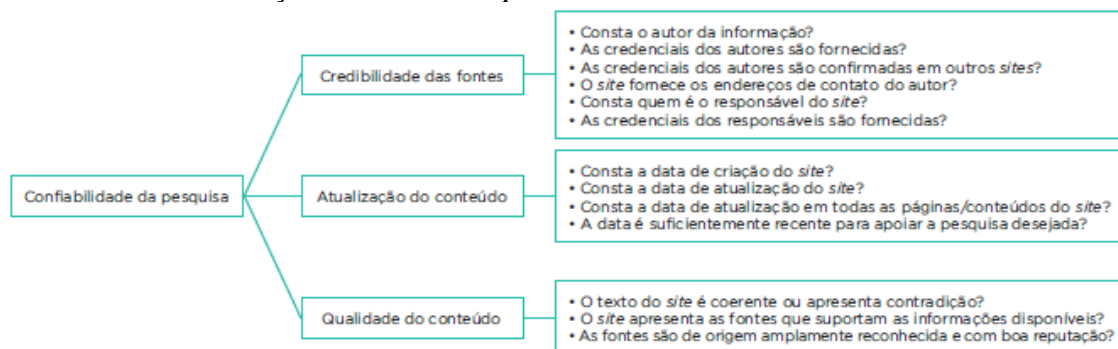 • Consta o autor da informação?
• As credenciais dos autores são fornecidas?
• As credenciais dos autores são confirmadas em outros sites?
• O site fornece os endereços de contato do autor?
• Consta quem é o responsável do site?
• As credenciais dos responsáveis são fornecidas?
Credibilidade das fontes
Confiabilidade da pesquisa
Atualização do conteúdo
• Consta a data de criação do site?
• Consta a data de atualização do site?
• Consta a data de atualização em todas as páginas/conteúdos do site?
• A data é suficientemente recente para apoiar a pesquisa desejada?
Qualidade do conteúdo
• O texto do site é coerente ou apresenta contradição?
• O site apresenta as fontes que suportam as informações disponíveis?
• As fontes são de origem amplamente reconhecida e com boa reputação?